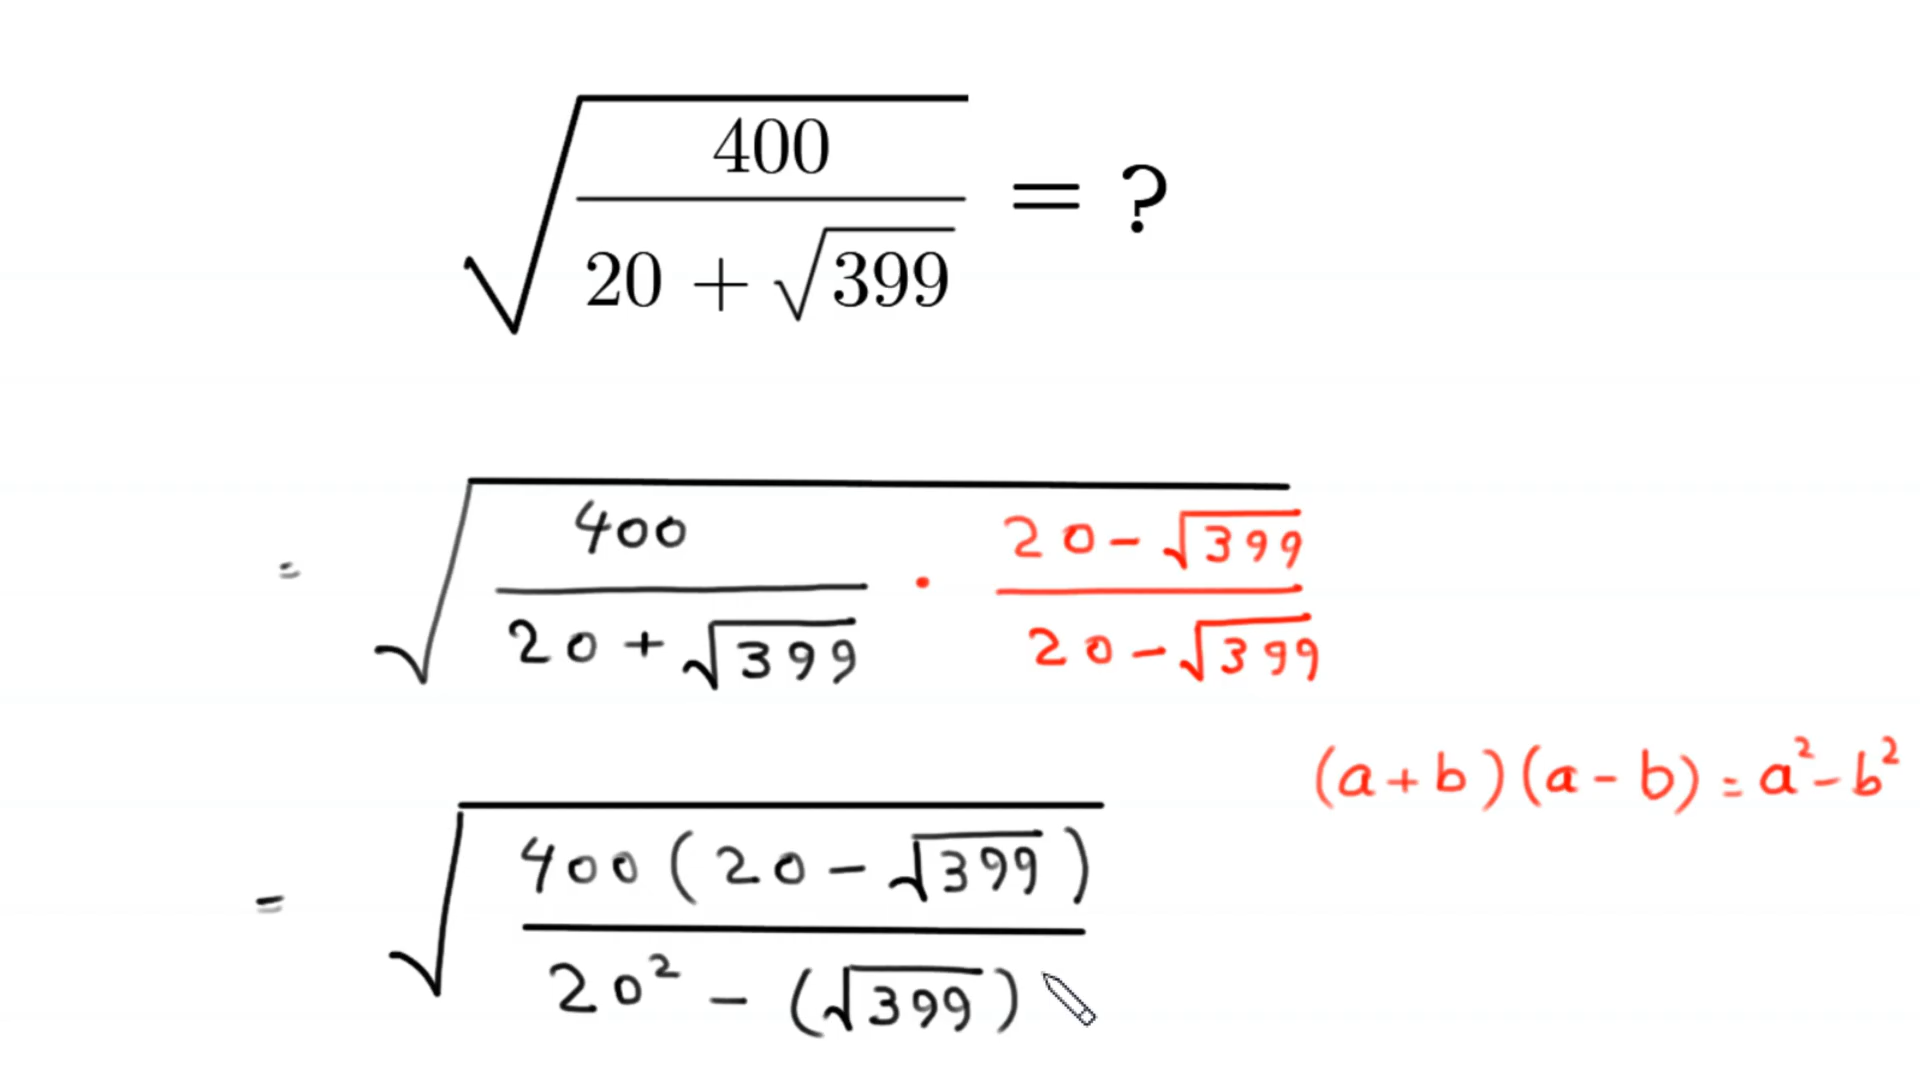 √(400 / (20 + √399)) = ?
= √(400 / (20 + √399) · (20 - √399) / (20 - √399))
(a + b)(a - b) = a² - b²
= √(400(20 - √399) / (20² - (√399)))